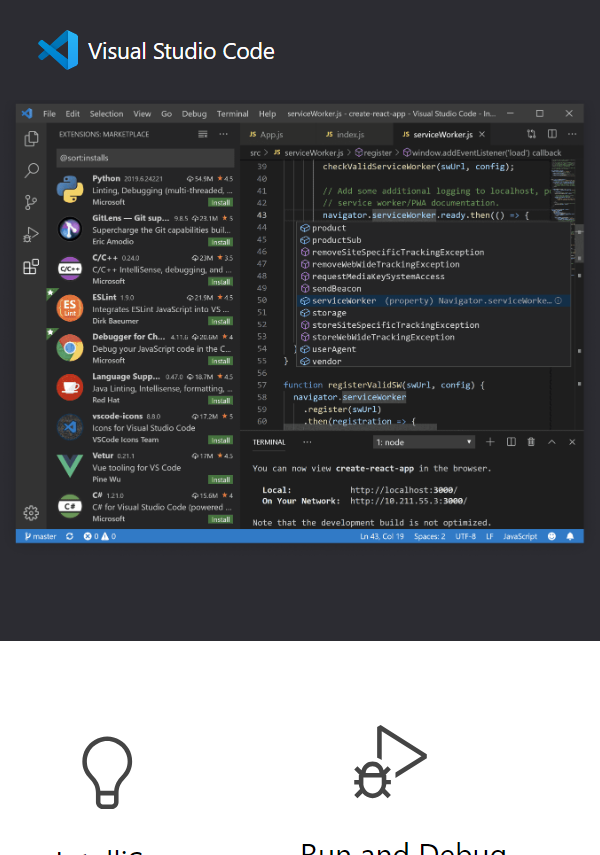 Visual Studio Code
File Edit Selection View Go Debug Terminal Help serviceWorker.js - create-react-app - Visual Studio Code - In...
EXTENSIONS: MARKETPLACE
@sort:installs
Python 2019.6.24221 54.9M 4.5
Linting, Debugging (multi-threaded, ...
Microsoft Install
GitLens — Git sup... 9.8.5 23.1M 5
Supercharge the Git capabilities buil...
Eric Amodio Install
C/C++ 0.24.0 23M 3.5
C/C++ IntelliSense, debugging, and ...
Microsoft Install
ESLint 1.9.0 21.9M 4.5
Integrates ESLint JavaScript into VS ...
Dirk Baeumer Install
Debugger for Ch... 4.11.6 20.6M 4
Debug your JavaScript code in the C...
Microsoft Install
Language Supp... 0.47.0 18.7M 4.5
Java Linting, Intellisense, formatting, ...
Red Hat Install
vscode-icons 8.8.0 17.2M 5
Icons for Visual Studio Code
VSCode Icons Team Install
Vetur 0.21.1 17M 4.5
Vue tooling for VS Code
Pine Wu Install
C# 1.21.0 15.6M 4
C# for Visual Studio Code (powered ...
Microsoft Install
JS App.js JS index.js JS serviceWorker.js
src > JS serviceWorker.js > register > window.addEventListener('load') callback
39 checkValidServiceWorker(swUrl, config);
40
41 // Add some additional logging to localhost, p
42 // service worker/PWA documentation.
43 navigator.serviceWorker.ready.then(() => {
44 product
45 productSub
46 removeSiteSpecificTrackingException
47 removeWebWideTrackingException
48 requestMediaKeySystemAccess
49 sendBeacon
50 serviceWorker (property) Navigator.serviceWorke...
51 storage
52 storeSiteSpecificTrackingException
53 storeWebWideTrackingException
54 } userAgent
55 } vendor
56
57 function registerValidSW(swUrl, config) {
58 navigator.serviceWorker
59 .register(swUrl)
60 .then(registration => {
TERMINAL ... 1: node
You can now view create-react-app in the browser.
Local: http://localhost:3000/
On Your Network: http://10.211.55.3:3000/
Note that the development build is not optimized.
master 0 0 Ln 43, Col 19 Spaces: 2 UTF-8 LF JavaScript
Run and Debug